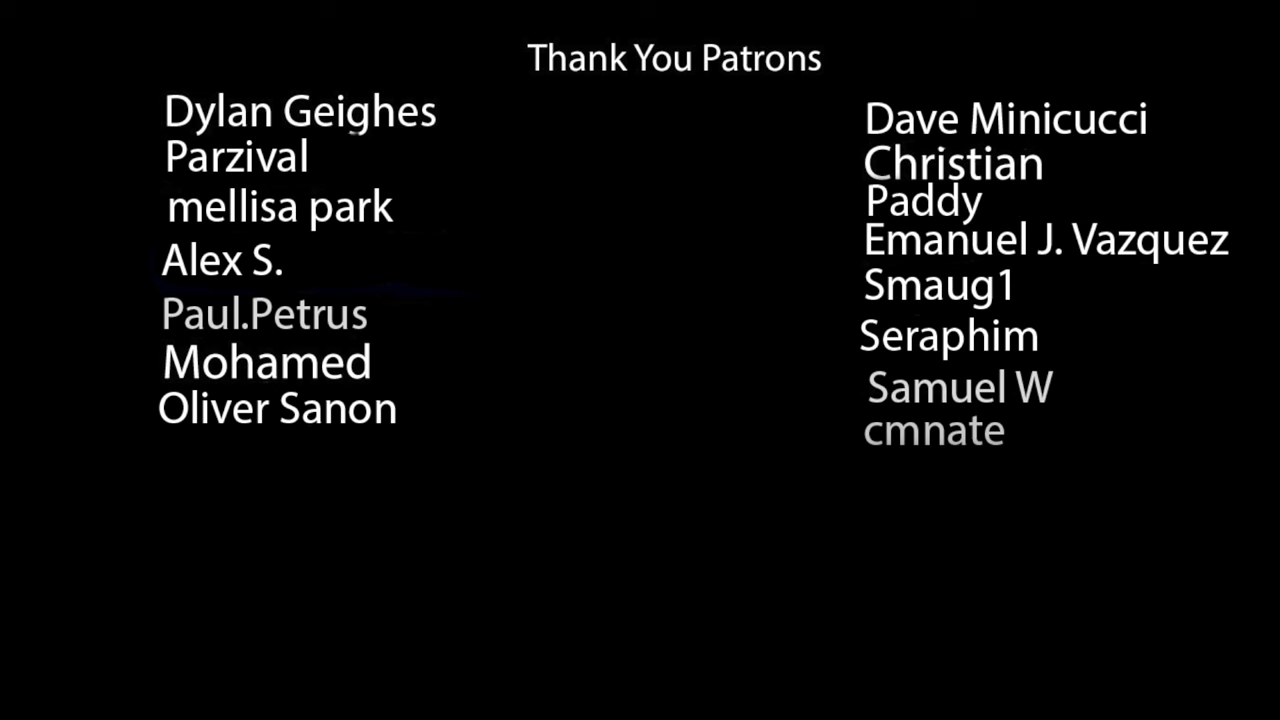 Thank You Patrons
Dylan Geighes
Parzival
mellisa park
Alex S.
Paul.Petrus
Mohamed
Oliver Sanon
Dave Minicucci
Christian
Paddy
Emanuel J. Vazquez
Smaug1
Seraphim
Samuel W
cmnate